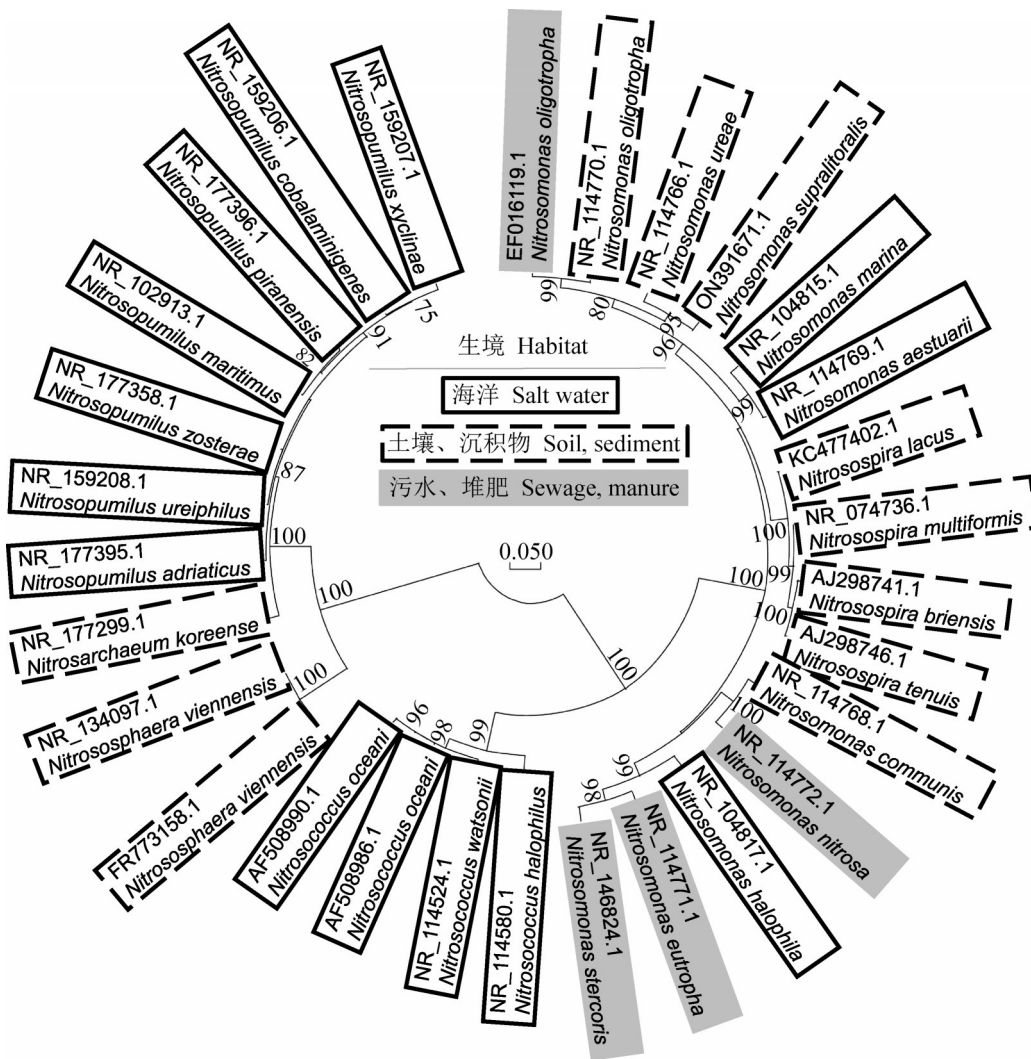 EF016119.1
Nitrosomonas oligotropha
NR_114770.1
Nitrosomonas oligotropha
NR_114766.1
Nitrosomonas ureae
ON391671.1
Nitrosomonas supralitoralis
NR_104815.1
Nitrosomonas marina
NR_114769.1
Nitrosomonas aestuarii
KC477402.1
Nitrosospira lacus
NR_074736.1
Nitrosospira multiformis
AJ298741.1
Nitrosospira briensis
AJ298746.1
Nitrosospira tenuis
NR_114768.1
Nitrosomonas communis
NR_114772.1
Nitrosomonas nitrosa
NR_104817.1
Nitrosomonas halophila
NR_114771.1
Nitrosomonas eutropha
NR_146824.1
Nitrosomonas stercoris
NR_114580.1
Nitrosococcus halophilus
NR_114524.1
Nitrosococcus watsonii
AF508986.1
Nitrosococcus oceani
AF508990.1
Nitrosococcus oceani
FR773158.1
Nitrososphaera viennensis
NR_134097.1
Nitrososphaera viennensis
NR_177299.1
Nitrosarchaeum koreense
NR_177395.1
Nitrosopumilus adriaticus
NR_159208.1
Nitrosopumilus ureiphilus
NR_177358.1
Nitrosopumilus zosterae
NR_102913.1
Nitrosopumilus maritimus
NR_177396.1
Nitrosopumilus piranensis
NR_159206.1
Nitrosopumilus cobalaminigenes
NR_159207.1
Nitrosopumilus xyclinae
生境 Habitat
海洋 Salt water
土壤、沉积物 Soil, sediment
污水、堆肥 Sewage, manure
0.050
99
80
95
96
99
100
99
100
100
100
99
98
99
98
96
100
100
100
100
87
82
91
75